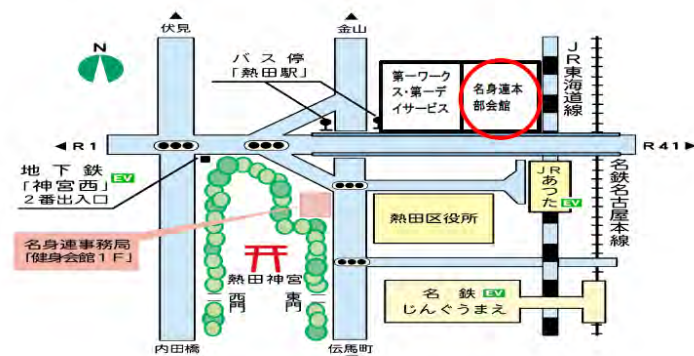 伏見
金山
N
バス停
「熱田駅」
第一ワーク
ス・第一デ
イサービス
名身連本
部会館
JR東海道線
R1
R41
地下鉄
「神宮西」 EV
2番出入口
JR
あつた
EV
名鉄名古屋本線
熱田区役所
名身連事務局
「健身会館1F」
熱田神宮
西門
東門
名鉄 EV
じんぐうまえ
内田橋
伝馬町